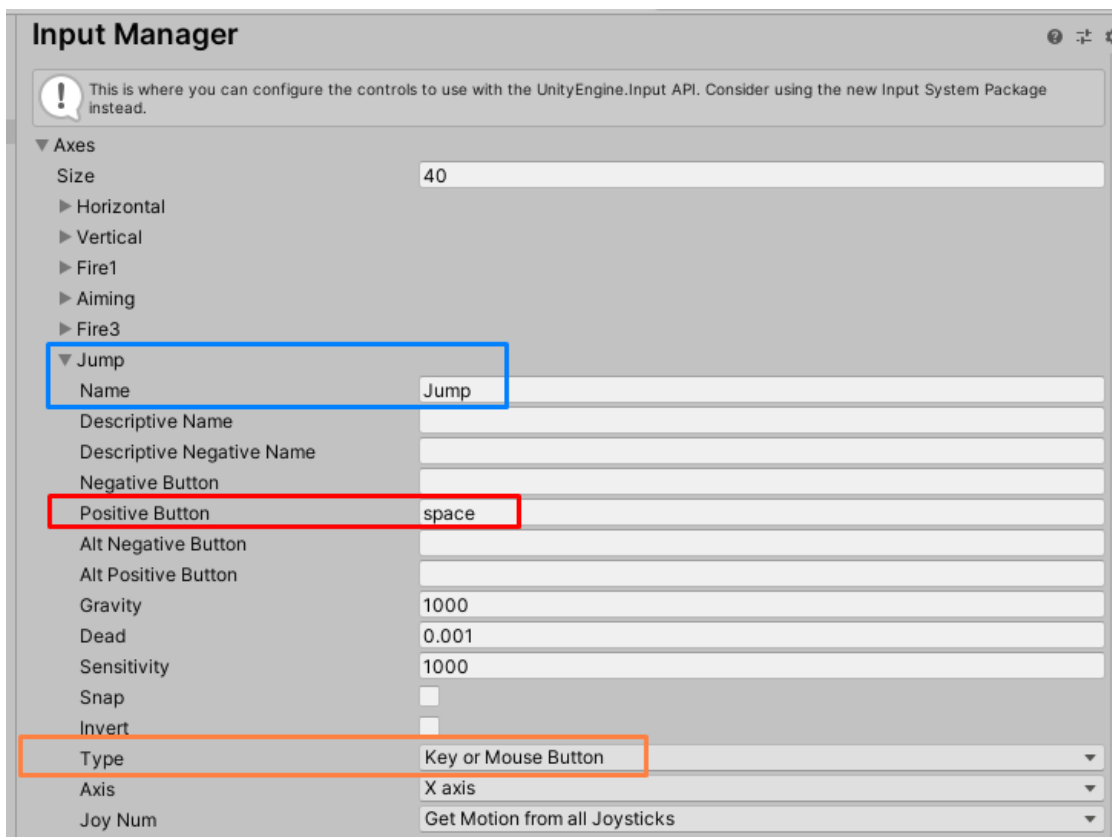 Input Manager
This is where you can configure the controls to use with the UnityEngine.Input API. Consider using the new Input System Package
instead.
Axes
Size 40
Horizontal
Vertical
Fire1
Aiming
Fire3
Jump
Name Jump
Descriptive Name
Descriptive Negative Name
Negative Button
Positive Button space
Alt Negative Button
Alt Positive Button
Gravity 1000
Dead 0.001
Sensitivity 1000
Snap
Invert
Type Key or Mouse Button
Axis X axis
Joy Num Get Motion from all Joysticks